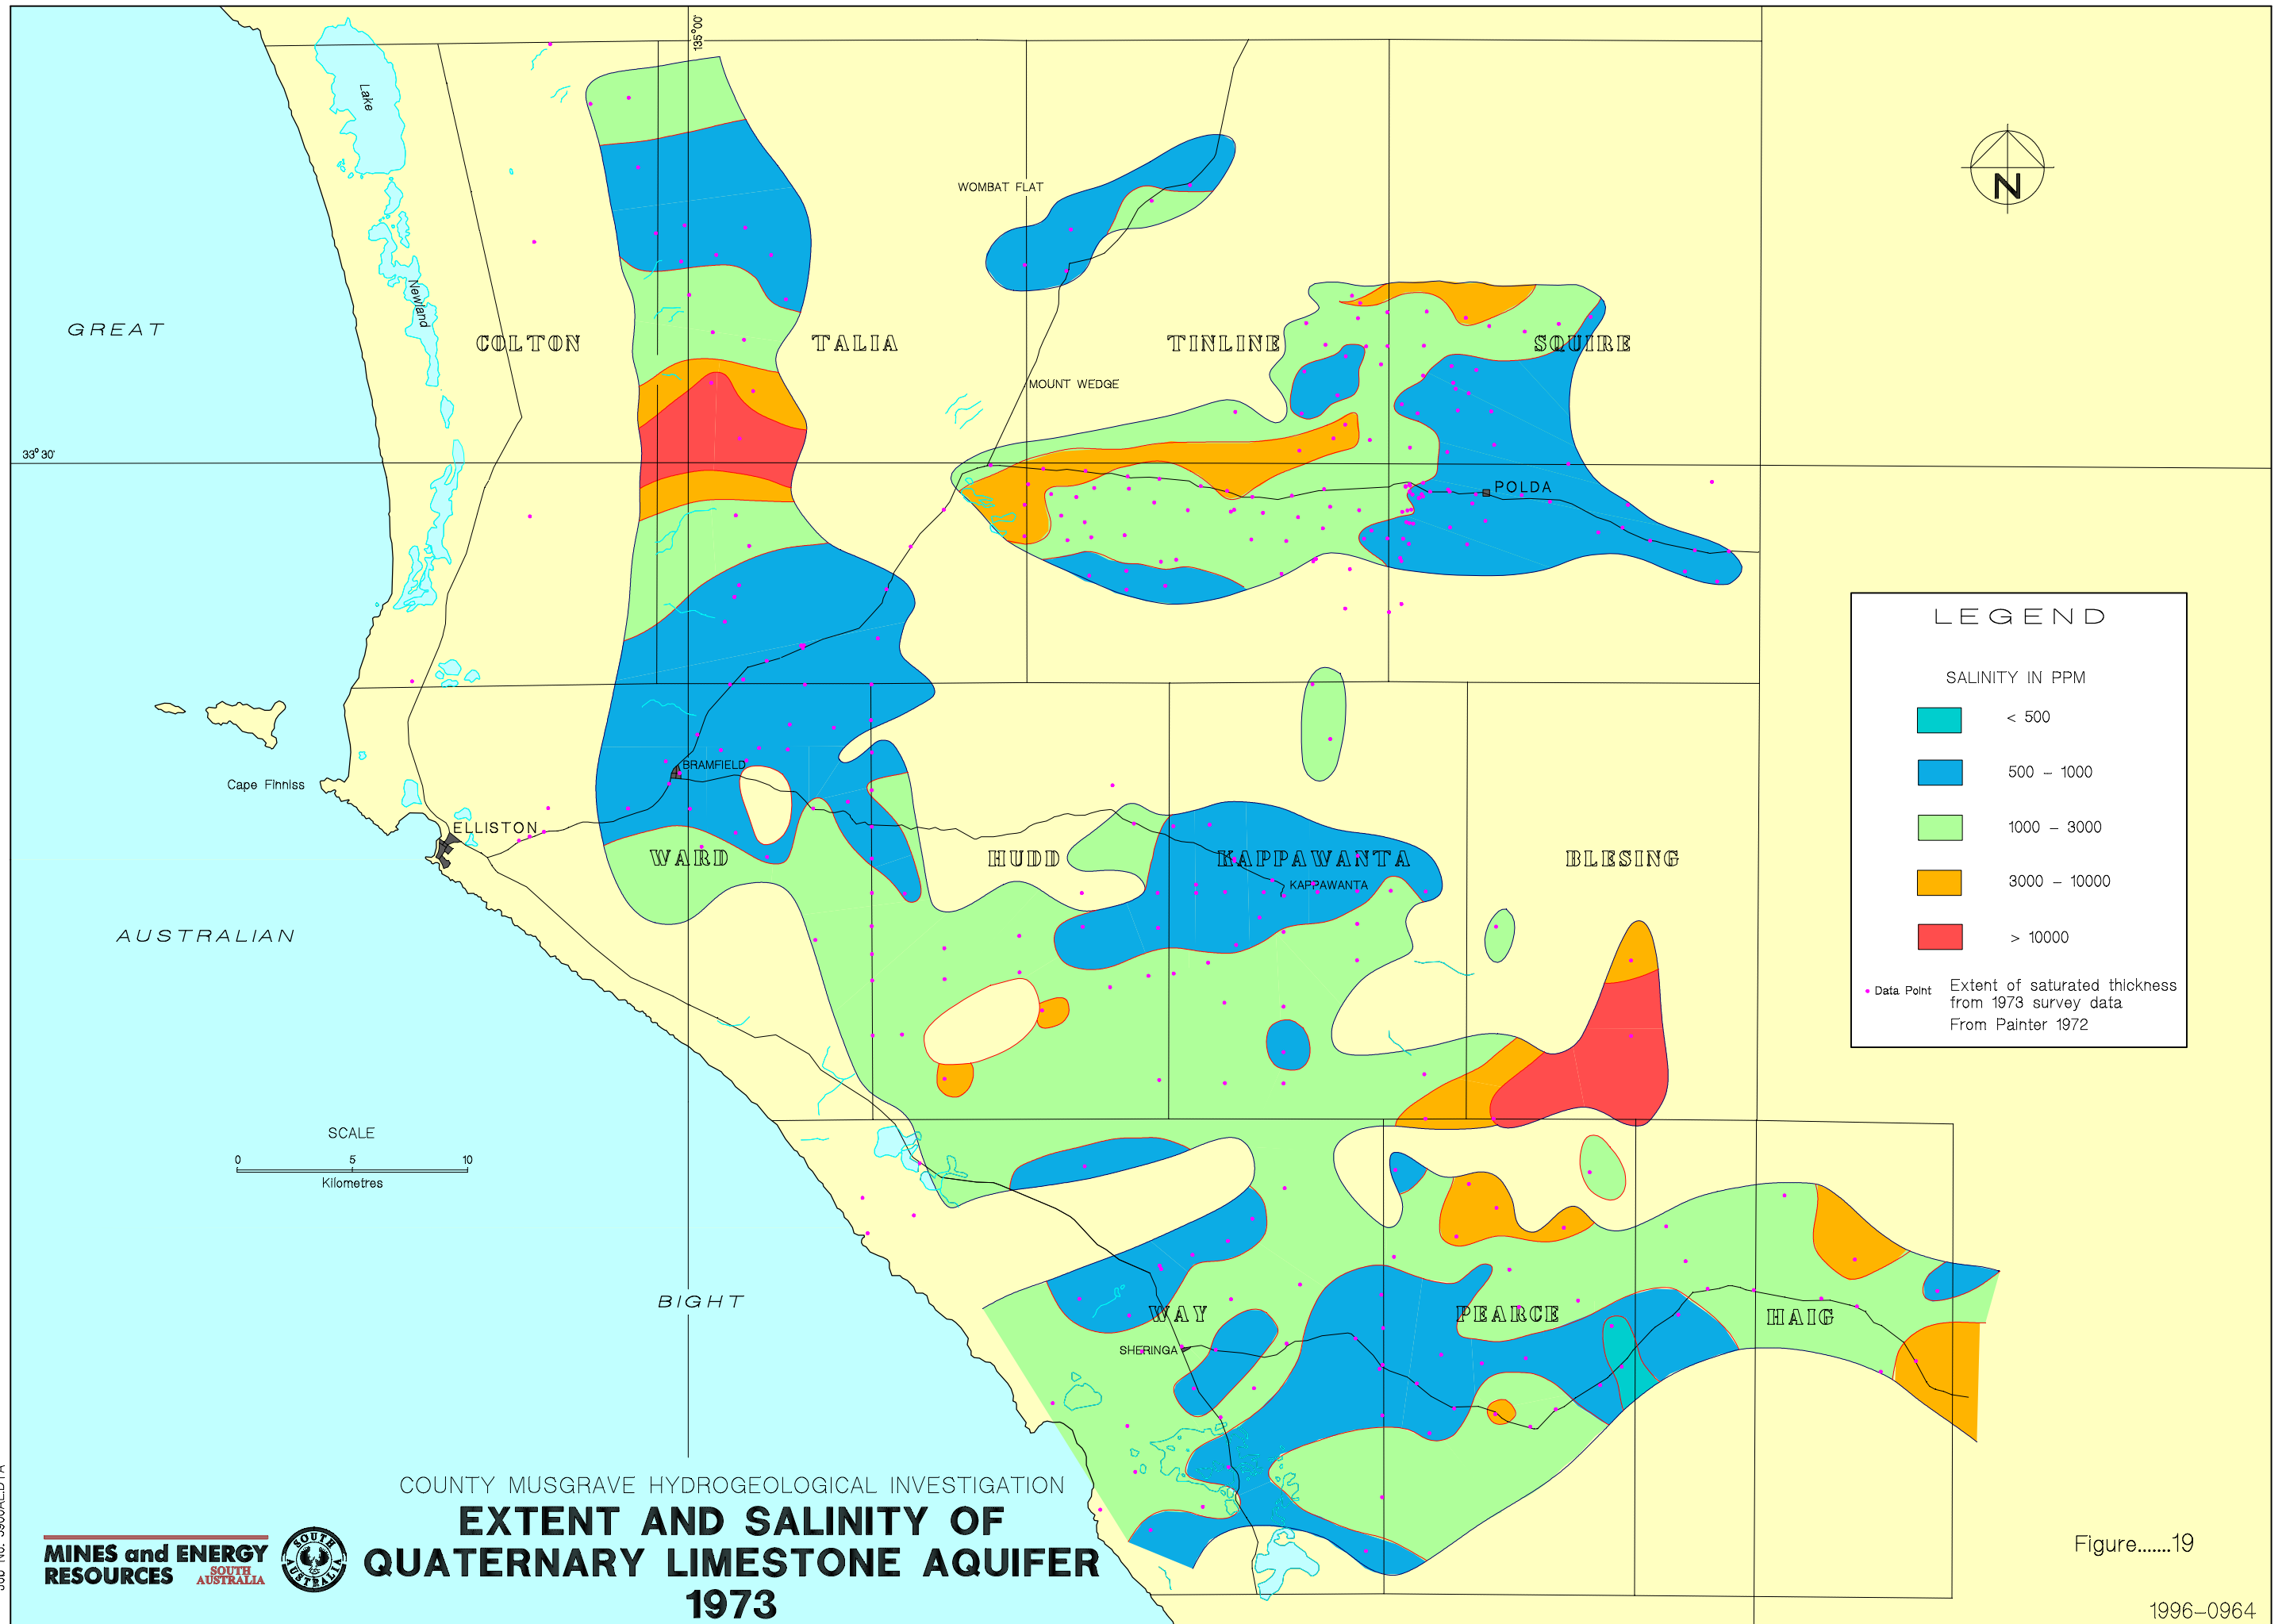 135°00'
Lake
Newland
WOMBAT FLAT
N
GREAT
COLTON
TALIA
TINLINE
SQUIRE
MOUNT WEDGE
33°30'
POLDA
LEGEND
SALINITY IN PPM
< 500
500 – 1000
1000 – 3000
3000 – 10000
> 10000
Data Point
Extent of saturated thickness
from 1973 survey data
From Painter 1972
BRAMFIELD
Cape Finniss
ELLISTON
WARD
HUDD
KAPPAWANTA
BLESING
KAPPAWANTA
AUSTRALIAN
SCALE
0 5 10
Kilometres
BIGHT
WAY
PEARCE
HAIG
SHERINGA
COUNTY MUSGRAVE HYDROGEOLOGICAL INVESTIGATION
EXTENT AND SALINITY OF
QUATERNARY LIMESTONE AQUIFER
1973
MINES and ENERGY
RESOURCES
SOUTH
AUSTRALIA
SOUTH
AUSTRALIA
Figure.......19
1996–0964